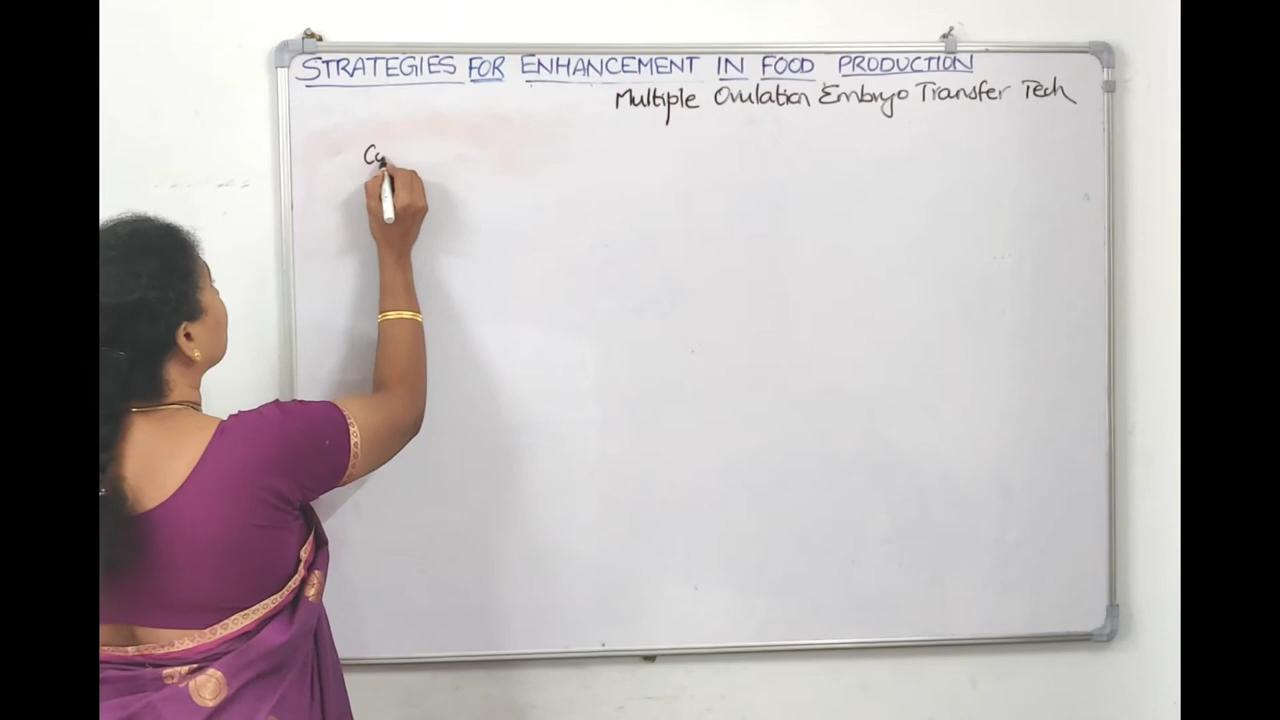 STRATEGIES FOR ENHANCEMENT IN FOOD PRODUCTION
Multiple Ovulation Embryo Transfer Tech